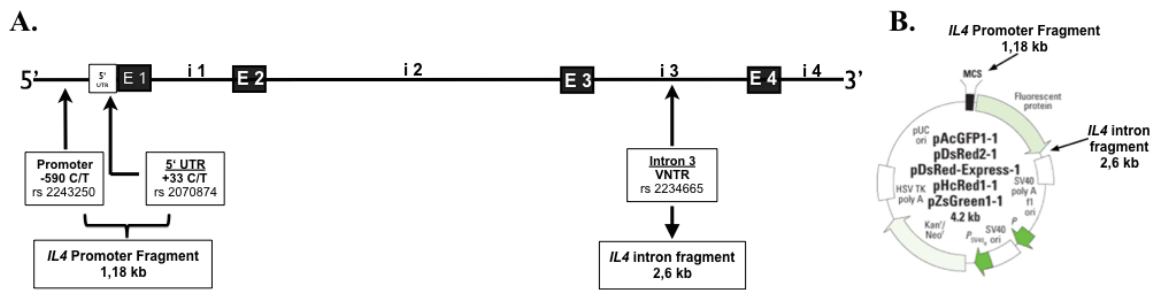 A.
5'
5'
UTR
E 1
i 1
E 2
i 2
E 3
i 3
E 4
i 4
3'
Promoter
-590 C/T
rs 2243250
5' UTR
+33 C/T
rs 2070874
Intron 3
VNTR
rs 2234665
IL4 Promoter Fragment
1,18 kb
IL4 intron fragment
2,6 kb
B.
IL4 Promoter Fragment
1,18 kb
MCS
Fluorescent
protein
IL4 intron
fragment
2,6 kb
pUC
ori
pAcGFP1-1
pDsRed2-1
pDsRed-Express-1
pHcRed1-1
pZsGreen1-1
4.2 kb
HSV TK
poly A
SV40
poly A
f1
ori
P
SV40
ori
PSV40e
Kanr/
Neor